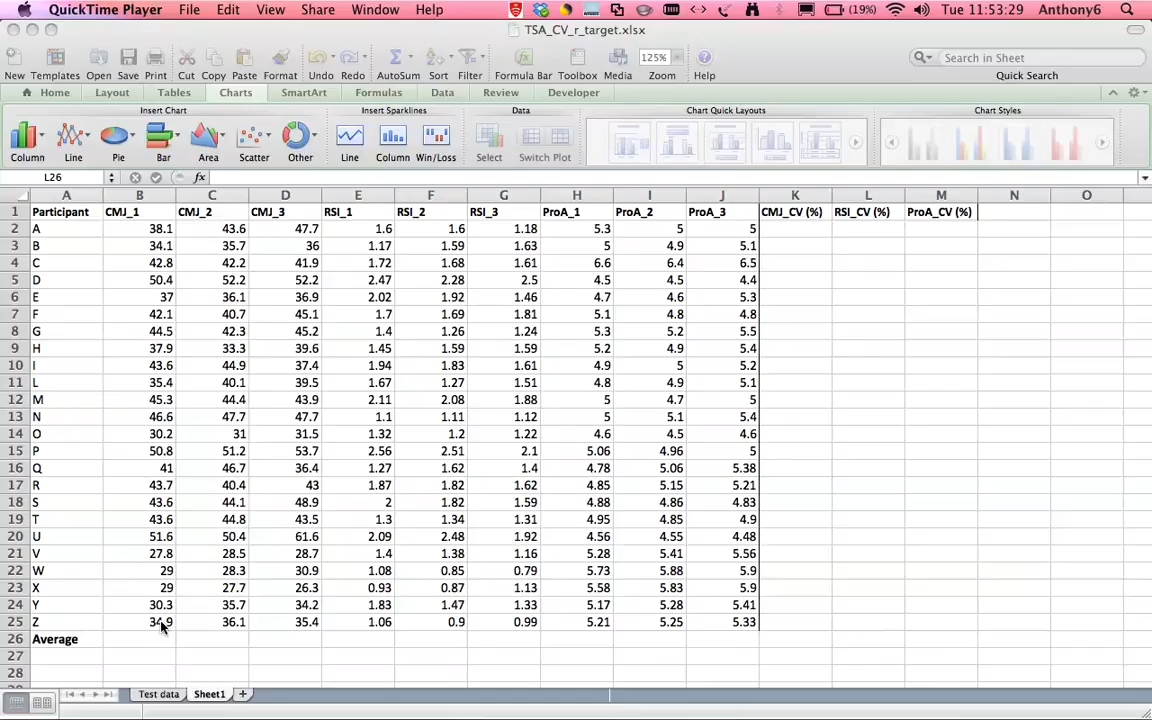 QuickTime Player File Edit View Share Window Help (19%) Tue 11:53:29 Anthony6
TSA_CV_r_target.xlsx
New Templates Open Save Print Cut Copy Paste Format Undo Redo AutoSum Sort Filter Formula Bar Toolbox Media 125% Zoom Help Search in Sheet Quick Search
Home Layout Tables Charts SmartArt Formulas Data Review Developer
Insert Chart Insert Sparklines Data Chart Quick Layouts Chart Styles
Column Line Pie Bar Area Scatter Other Line Column Win/Loss Select Switch Plot
L26 fx
A B C D E F G H I J K L M N O
1 Participant CMJ_1 CMJ_2 CMJ_3 RSI_1 RSI_2 RSI_3 ProA_1 ProA_2 ProA_3 CMJ_CV (%) RSI_CV (%) ProA_CV (%)
2 A 38.1 43.6 47.7 1.6 1.6 1.18 5.3 5 5
3 B 34.1 35.7 36 1.17 1.59 1.63 5 4.9 5.1
4 C 42.8 42.2 41.9 1.72 1.68 1.61 6.6 6.4 6.5
5 D 50.4 52.2 52.2 2.47 2.28 2.5 4.5 4.5 4.4
6 E 37 36.1 36.9 2.02 1.92 1.46 4.7 4.6 5.3
7 F 42.1 40.7 45.1 1.7 1.69 1.81 5.1 4.8 4.8
8 G 44.5 42.3 45.2 1.4 1.26 1.24 5.3 5.2 5.5
9 H 37.9 33.3 39.6 1.45 1.59 1.59 5.2 4.9 5.4
10 I 43.6 44.9 37.4 1.94 1.83 1.61 4.9 5 5.2
11 L 35.4 40.1 39.5 1.67 1.27 1.51 4.8 4.9 5.1
12 M 45.3 44.4 43.9 2.11 2.08 1.88 5 4.7 5
13 N 46.6 47.7 47.7 1.1 1.11 1.12 5 5.1 5.4
14 O 30.2 31 31.5 1.32 1.2 1.22 4.6 4.5 4.6
15 P 50.8 51.2 53.7 2.56 2.51 2.1 5.06 4.96 5
16 Q 41 46.7 36.4 1.27 1.62 1.4 4.78 5.06 5.38
17 R 43.7 40.4 43 1.87 1.82 1.62 4.85 5.15 5.21
18 S 43.6 44.1 48.9 2 1.82 1.59 4.88 4.86 4.83
19 T 43.6 44.8 43.5 1.3 1.34 1.31 4.95 4.85 4.9
20 U 51.6 50.4 61.6 2.09 2.48 1.92 4.56 4.55 4.48
21 V 27.8 28.5 28.7 1.4 1.38 1.16 5.28 5.41 5.56
22 W 29 28.3 30.9 1.08 0.85 0.79 5.73 5.88 5.9
23 X 29 27.7 26.3 0.93 0.87 1.13 5.58 5.83 5.9
24 Y 30.3 35.7 34.2 1.83 1.47 1.33 5.17 5.28 5.41
25 Z 34.9 36.1 35.4 1.06 0.9 0.99 5.21 5.25 5.33
26 Average
27
28
Test data Sheet1